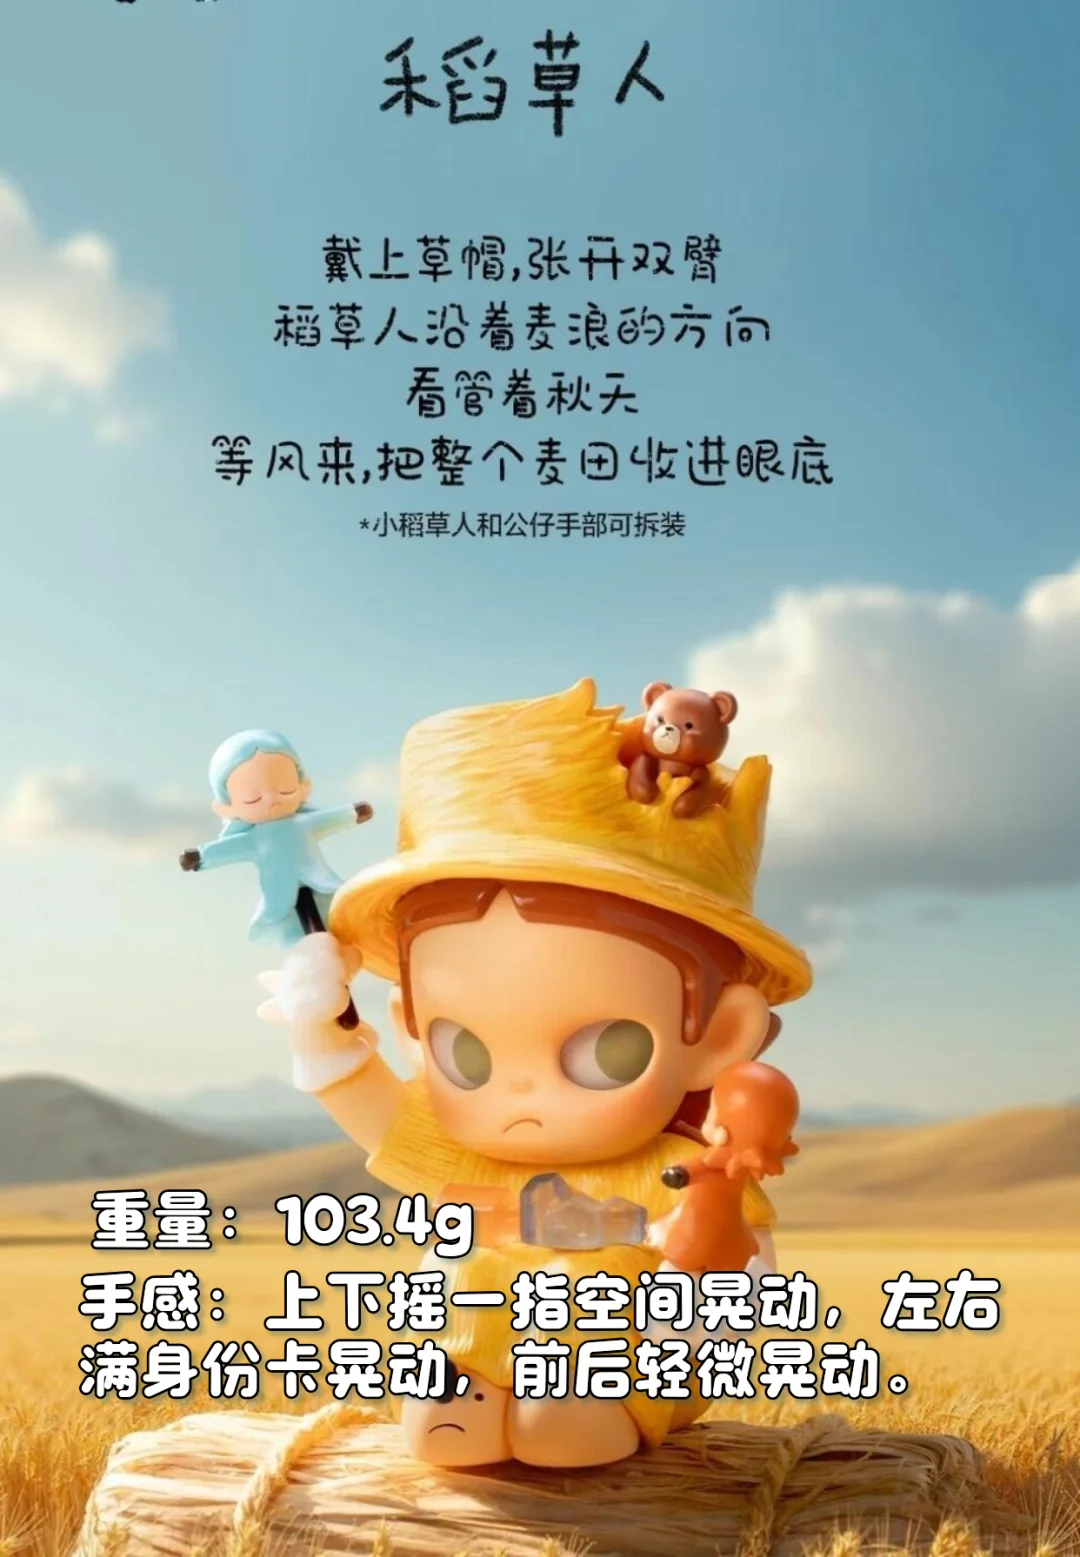 稻草人
戴上草帽,张开双臂
稻草人沿着麦浪的方向
看管着秋天
等风来,把整个麦田收进眼底
*小稻草人和公仔手部可拆装
重量：103.4g
手感：上下摇一指空间晃动，左右
满身份卡晃动，前后轻微晃动。